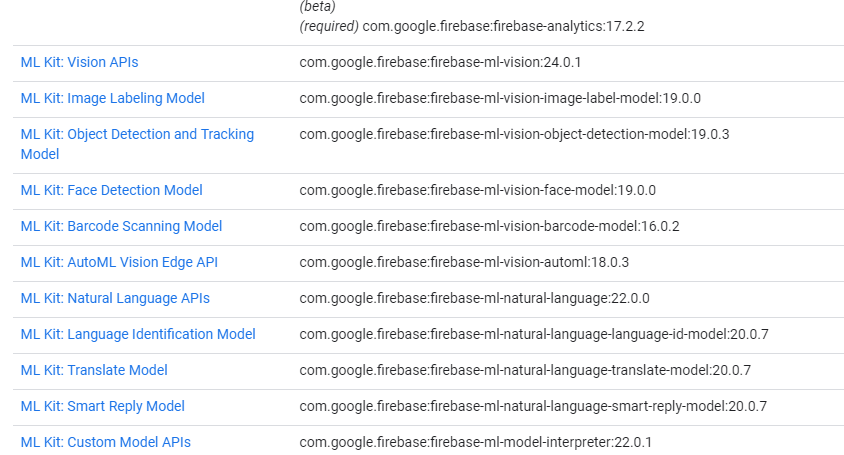 (beta)
(required) com.google.firebase:firebase-analytics:17.2.2
ML Kit: Vision APIs com.google.firebase:firebase-ml-vision:24.0.1
ML Kit: Image Labeling Model com.google.firebase:firebase-ml-vision-image-label-model:19.0.0
ML Kit: Object Detection and Tracking com.google.firebase:firebase-ml-vision-object-detection-model:19.0.3
Model
ML Kit: Face Detection Model com.google.firebase:firebase-ml-vision-face-model:19.0.0
ML Kit: Barcode Scanning Model com.google.firebase:firebase-ml-vision-barcode-model:16.0.2
ML Kit: AutoML Vision Edge API com.google.firebase:firebase-ml-vision-automl:18.0.3
ML Kit: Natural Language APIs com.google.firebase:firebase-ml-natural-language:22.0.0
ML Kit: Language Identification Model com.google.firebase:firebase-ml-natural-language-language-id-model:20.0.7
ML Kit: Translate Model com.google.firebase:firebase-ml-natural-language-translate-model:20.0.7
ML Kit: Smart Reply Model com.google.firebase:firebase-ml-natural-language-smart-reply-model:20.0.7
ML Kit: Custom Model APIs com.google.firebase:firebase-ml-model-interpreter:22.0.1